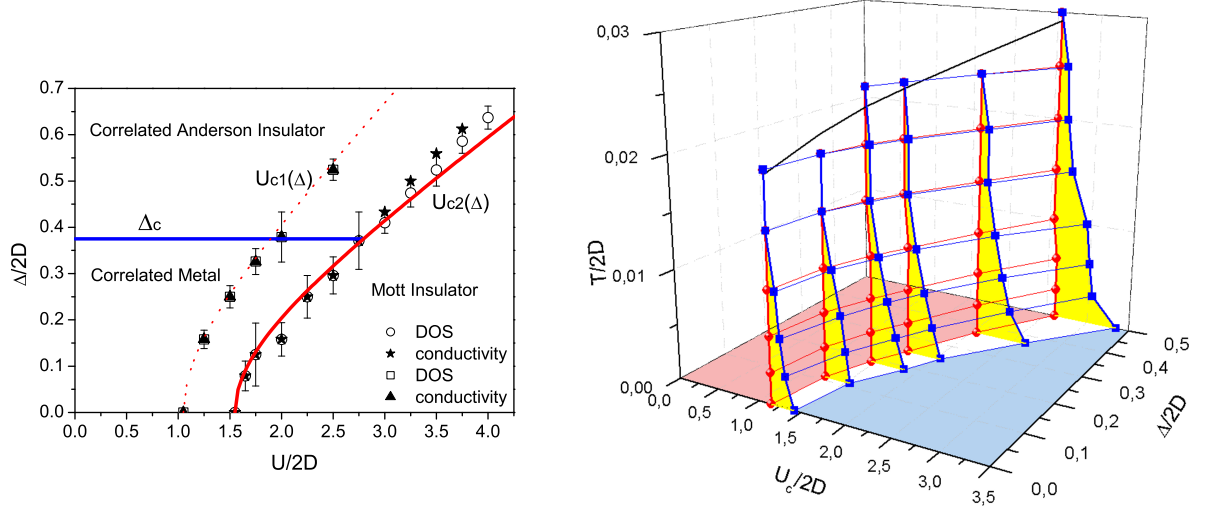 0.7
0.6
0.5
0.4
0.3
0.2
0.1
0.0
Δ/2D
Correlated Anderson Insulator
Uc1(Δ)
Uc2(Δ)
Δc
Correlated Metal
Mott Insulator
DOS
conductivity
DOS
conductivity
0.0 0.5 1.0 1.5 2.0 2.5 3.0 3.5 4.0
U/2D
0,03
0,02
0,01
0,00
T/2D
0,0 0,5 1,0 1,5 2,0 2,5 3,0 3,5
Uc/2D
0,5
0,4
0,3
0,2
0,1
0,0
Δ/2D